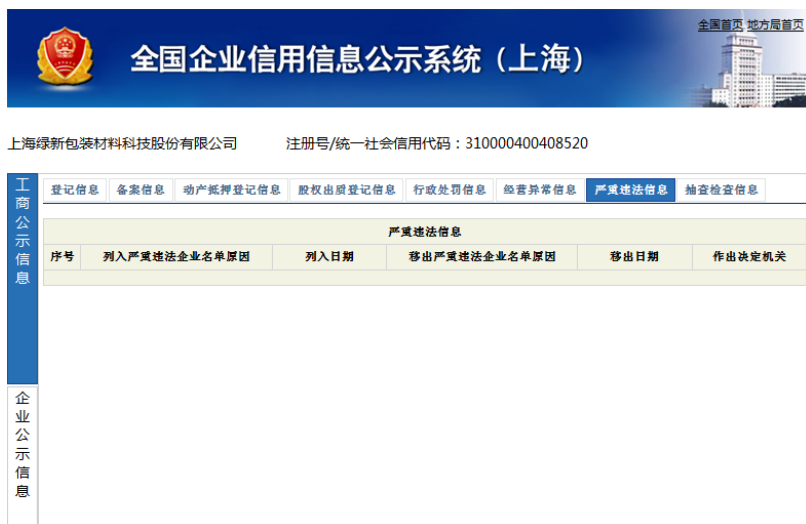 全国首页 地方局首页
全国企业信用信息公示系统（上海）
上海绿新包装材料科技股份有限公司 注册号/统一社会信用代码：310000400408520
工商公示信息
登记信息 备案信息 动产抵押登记信息 股权出质登记信息 行政处罚信息 经营异常信息 严重违法信息 抽查检查信息
严重违法信息
序号 列入严重违法企业名单原因 列入日期 移出严重违法企业名单原因 移出日期 作出决定机关
企业公示信息